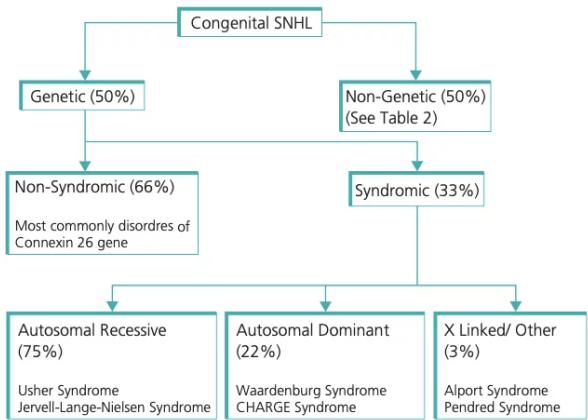 Congenital SNHL
Genetic (50%)
Non-Genetic (50%)
(See Table 2)
Non-Syndromic (66%)
Most commonly disordres of
Connexin 26 gene
Syndromic (33%)
Autosomal Recessive
(75%)
Usher Syndrome
Jervell-Lange-Nielsen Syndrome
Autosomal Dominant
(22%)
Waardenburg Syndrome
CHARGE Syndrome
X Linked/ Other
(3%)
Alport Syndrome
Pendred Syndrome